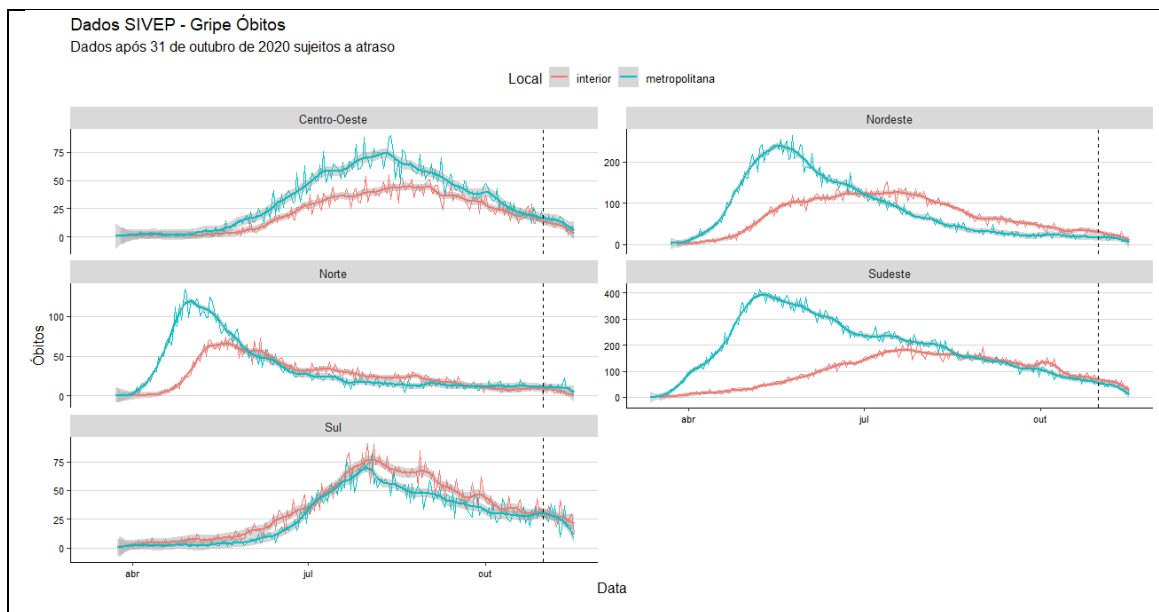 Dados SIVEP - Gripe Óbitos
Dados após 31 de outubro de 2020 sujeitos a atraso
Local interior metropolitana
Centro-Oeste
75
50
25
0
Nordeste
200
100
0
Norte
100
50
0
Sudeste
400
300
200
100
0
abr jul out
Sul
75
50
25
0
abr jul out
Óbitos
Data